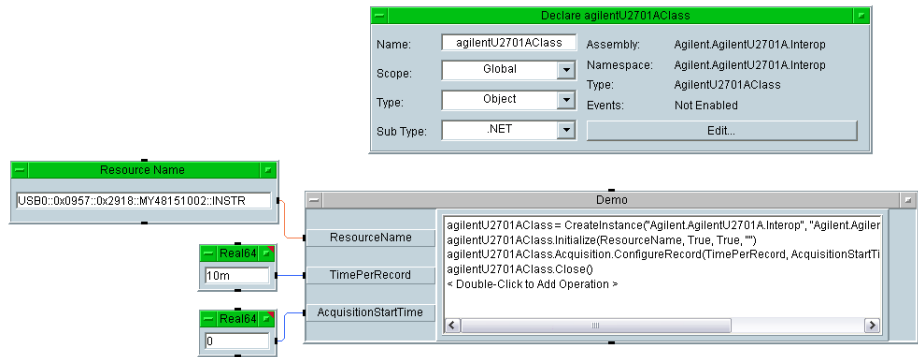 Declare agilentU2701AClass
Name: agilentU2701AClass Assembly: Agilent.AgilentU2701A.Interop
Scope: Global Namespace: Agilent.AgilentU2701A.Interop
Type: AgilentU2701AClass
Type: Object Events: Not Enabled
Sub Type: .NET Edit...
Resource Name
USB0::0x0957::0x2918::MY48151002::INSTR
Demo
ResourceName
TimePerRecord
AcquisitionStartTime
agilentU2701AClass = CreateInstance("Agilent.AgilentU2701A.Interop", "Agilent.Agiler
agilentU2701AClass.Initialize(ResourceName, True, True, "")
agilentU2701AClass.Acquisition.ConfigureRecord(TimePerRecord, AcquisitionStartTi
agilentU2701AClass.Close()
< Double-Click to Add Operation >
Real64
10m
Real64
0